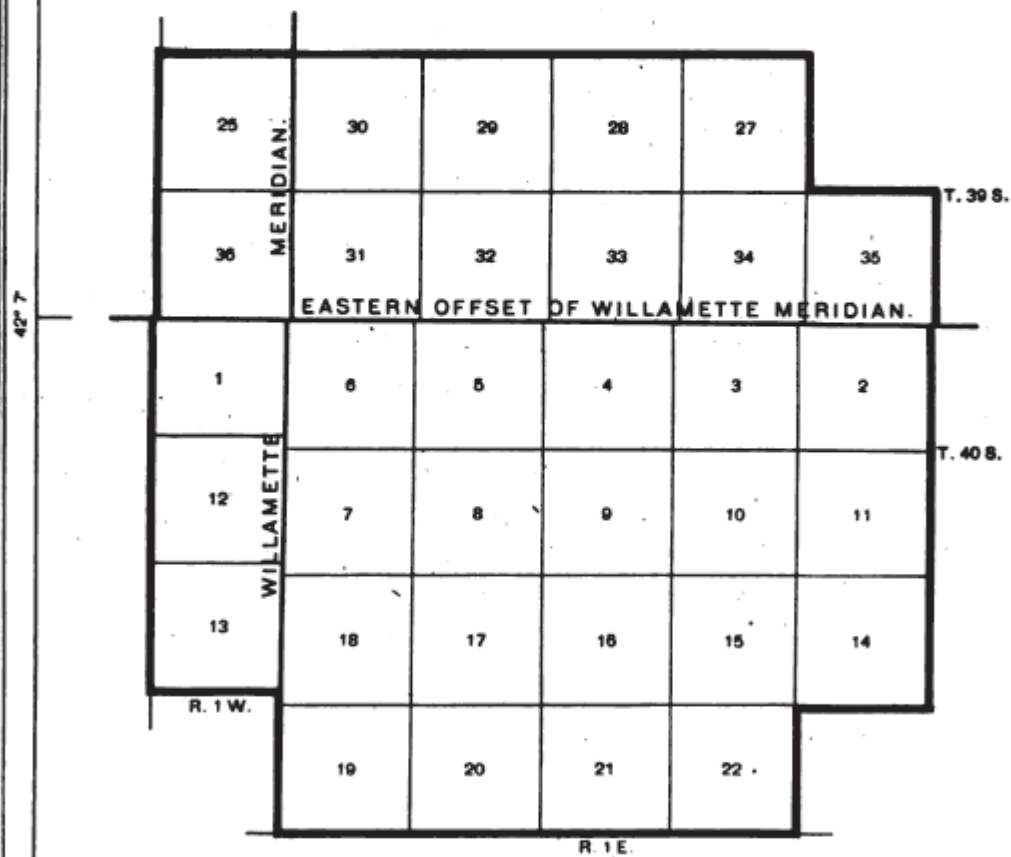 25 30 29 28 27
MERIDIAN.
T. 39 S.
36 31 32 33 34 35
42° 7
EASTERN OFFSET OF WILLAMETTE MERIDIAN.
1 6 5 4 3 2
T. 40 S.
WILLAMETTE
12 7 8 9 10 11
13 18 17 16 15 14
R. 1 W.
19 20 21 22
R. 1 E.